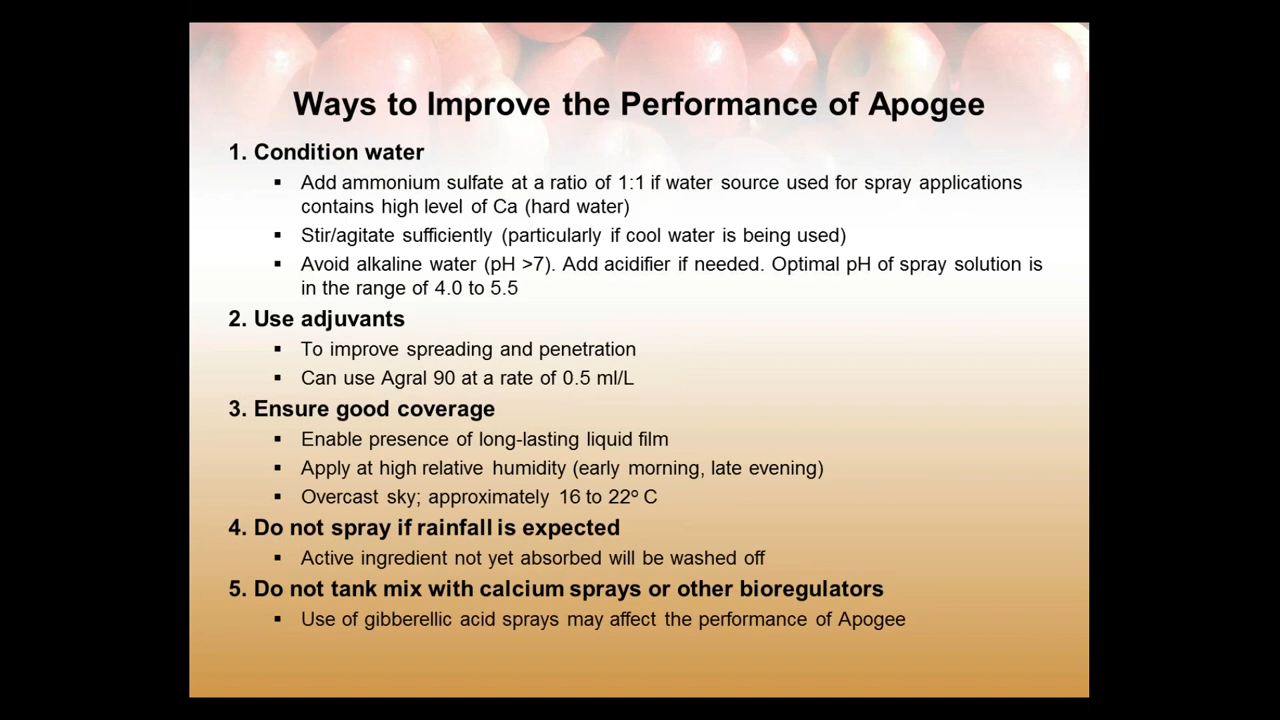 Ways to Improve the Performance of Apogee
1. Condition water
▪ Add ammonium sulfate at a ratio of 1:1 if water source used for spray applications
contains high level of Ca (hard water)
▪ Stir/agitate sufficiently (particularly if cool water is being used)
▪ Avoid alkaline water (pH >7). Add acidifier if needed. Optimal pH of spray solution is
in the range of 4.0 to 5.5
2. Use adjuvants
▪ To improve spreading and penetration
▪ Can use Agral 90 at a rate of 0.5 ml/L
3. Ensure good coverage
▪ Enable presence of long-lasting liquid film
▪ Apply at high relative humidity (early morning, late evening)
▪ Overcast sky; approximately 16 to 22º C
4. Do not spray if rainfall is expected
▪ Active ingredient not yet absorbed will be washed off
5. Do not tank mix with calcium sprays or other bioregulators
▪ Use of gibberellic acid sprays may affect the performance of Apogee